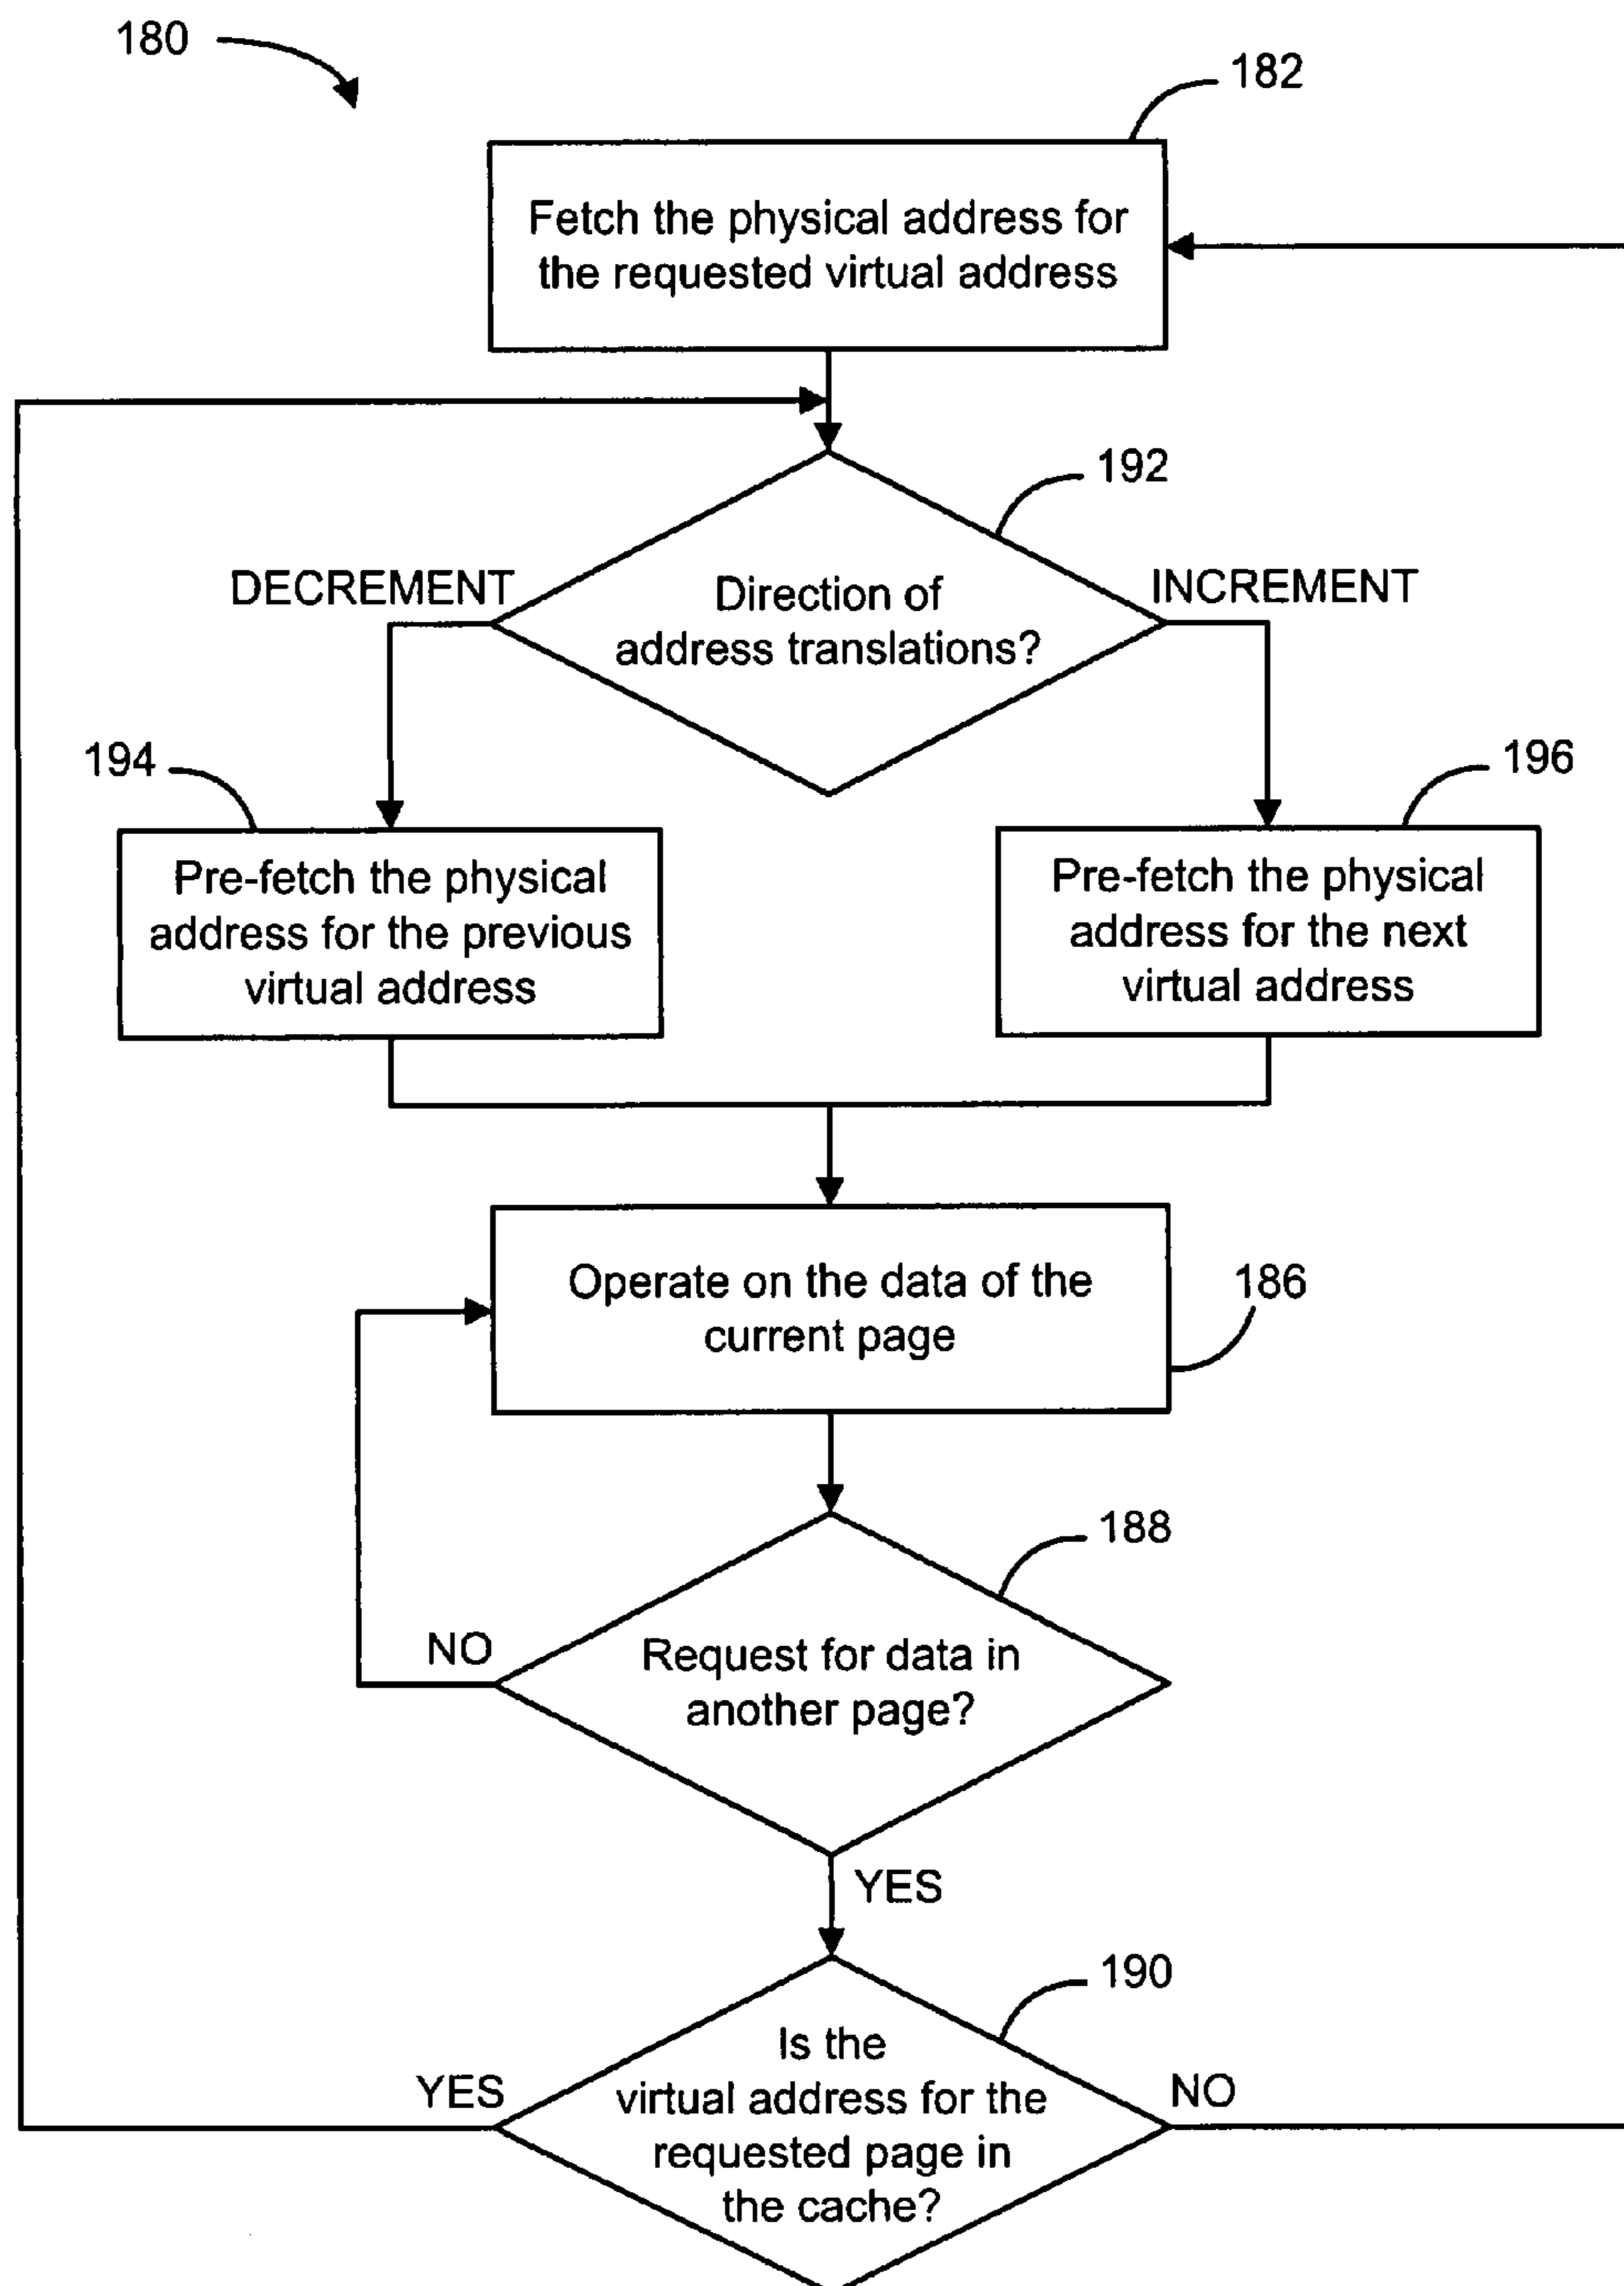 180
182
Fetch the physical address for
the requested virtual address
192
DECREMENT
Direction of
address translations?
INCREMENT
194
196
Pre-fetch the physical
address for the previous
virtual address
Pre-fetch the physical
address for the next
virtual address
Operate on the data of the
current page
186
188
NO
Request for data in
another page?
YES
190
YES
Is the
virtual address for the
requested page in
the cache?
NO